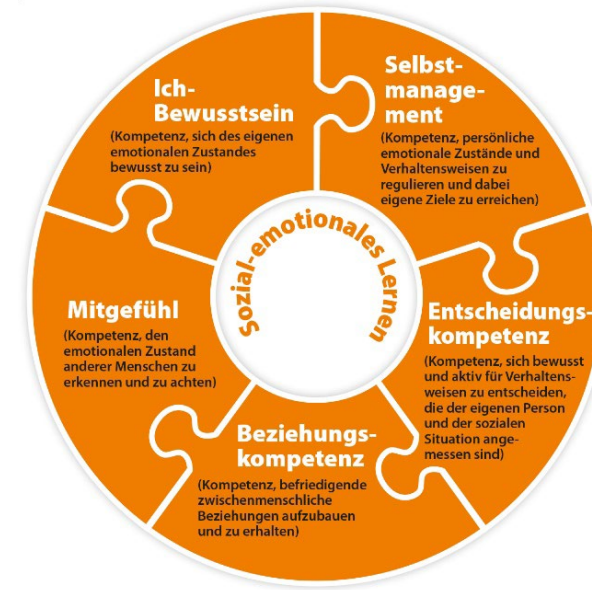 Ich-
Bewusstsein
(Kompetenz, sich des eigenen
emotionalen Zustandes
bewusst zu sein)
Selbst-
manage-
ment
(Kompetenz, persönliche
emotionale Zustände und
Verhaltensweisen zu
regulieren und dabei
eigene Ziele zu erreichen)
Sozial-emotionales Lernen
Mitgefühl
(Kompetenz, den
emotionalen Zustand
anderer Menschen zu
erkennen und zu achten)
Entscheidungs-
kompetenz
(Kompetenz, sich bewusst
und aktiv für Verhaltens-
weisen zu entscheiden,
die der eigenen Person
und der sozialen
Situation ange-
messen sind)
Beziehungs-
kompetenz
(Kompetenz, befriedigende
zwischenmenschliche
Beziehungen aufzubauen
und zu erhalten)